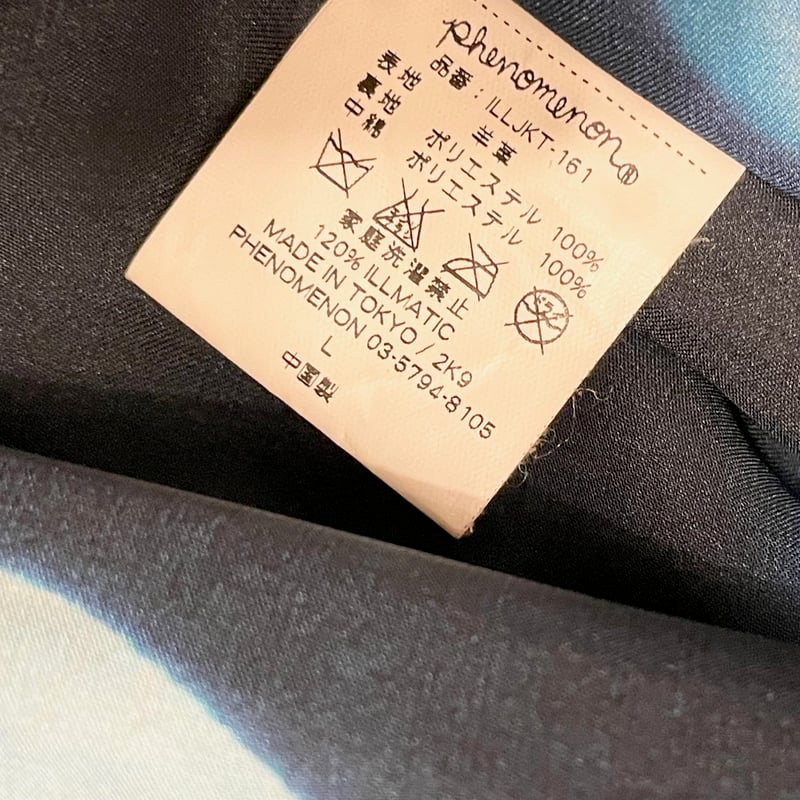 phenomenon®
品番：ILLJKT-161
表地 羊革
裏地 ポリエステル 100%
中綿 ポリエステル 100%
家庭洗濯禁止
120% ILLMATIC
MADE IN TOKYO / 2K9
PHENOMENON 03-5794-8105
L
中国製